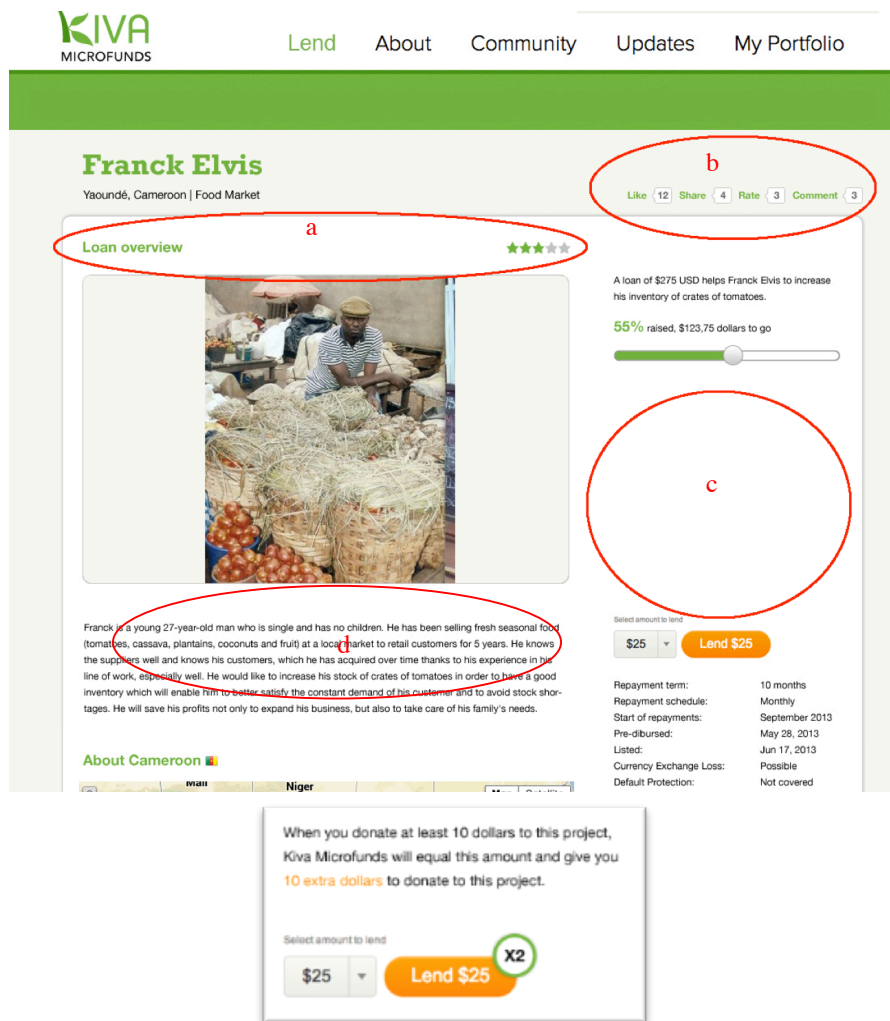 KIVA
MICROFUNDS
Lend About Community Updates My Portfolio
Franck Elvis
Yaoundé, Cameroon | Food Market
b
Like 12 Share 4 Rate 3 Comment 3
a
Loan overview
A loan of $275 USD helps Franck Elvis to increase
his inventory of crates of tomatoes.
55% raised, $123,75 dollars to go
c
Franck is a young 27-year-old man who is single and has no children. He has been selling fresh seasonal food
(tomatoes, cassava, plantains, coconuts and fruit) at a local market to retail customers for 5 years. He knows
the suppliers well and knows his customers, which he has acquired over time thanks to his experience in his
line of work, especially well. He would like to increase his stock of crates of tomatoes in order to have a good
inventory which will enable him to better satisfy the constant demand of his customer and to avoid stock shor-
tages. He will save his profits not only to expand his business, but also to take care of his family's needs.
d
Select amount to lend
$25 Lend $25
Repayment term: 10 months
Repayment schedule: Monthly
Start of repayments: September 2013
Pre-dibursed: May 28, 2013
Listed: Jun 17, 2013
Currency Exchange Loss: Possible
Default Protection: Not covered
About Cameroon
Mali Niger Map Satellite
When you donate at least 10 dollars to this project,
Kiva Microfunds will equal this amount and give you
10 extra dollars to donate to this project.
Select amount to lend
$25 Lend $25 X2